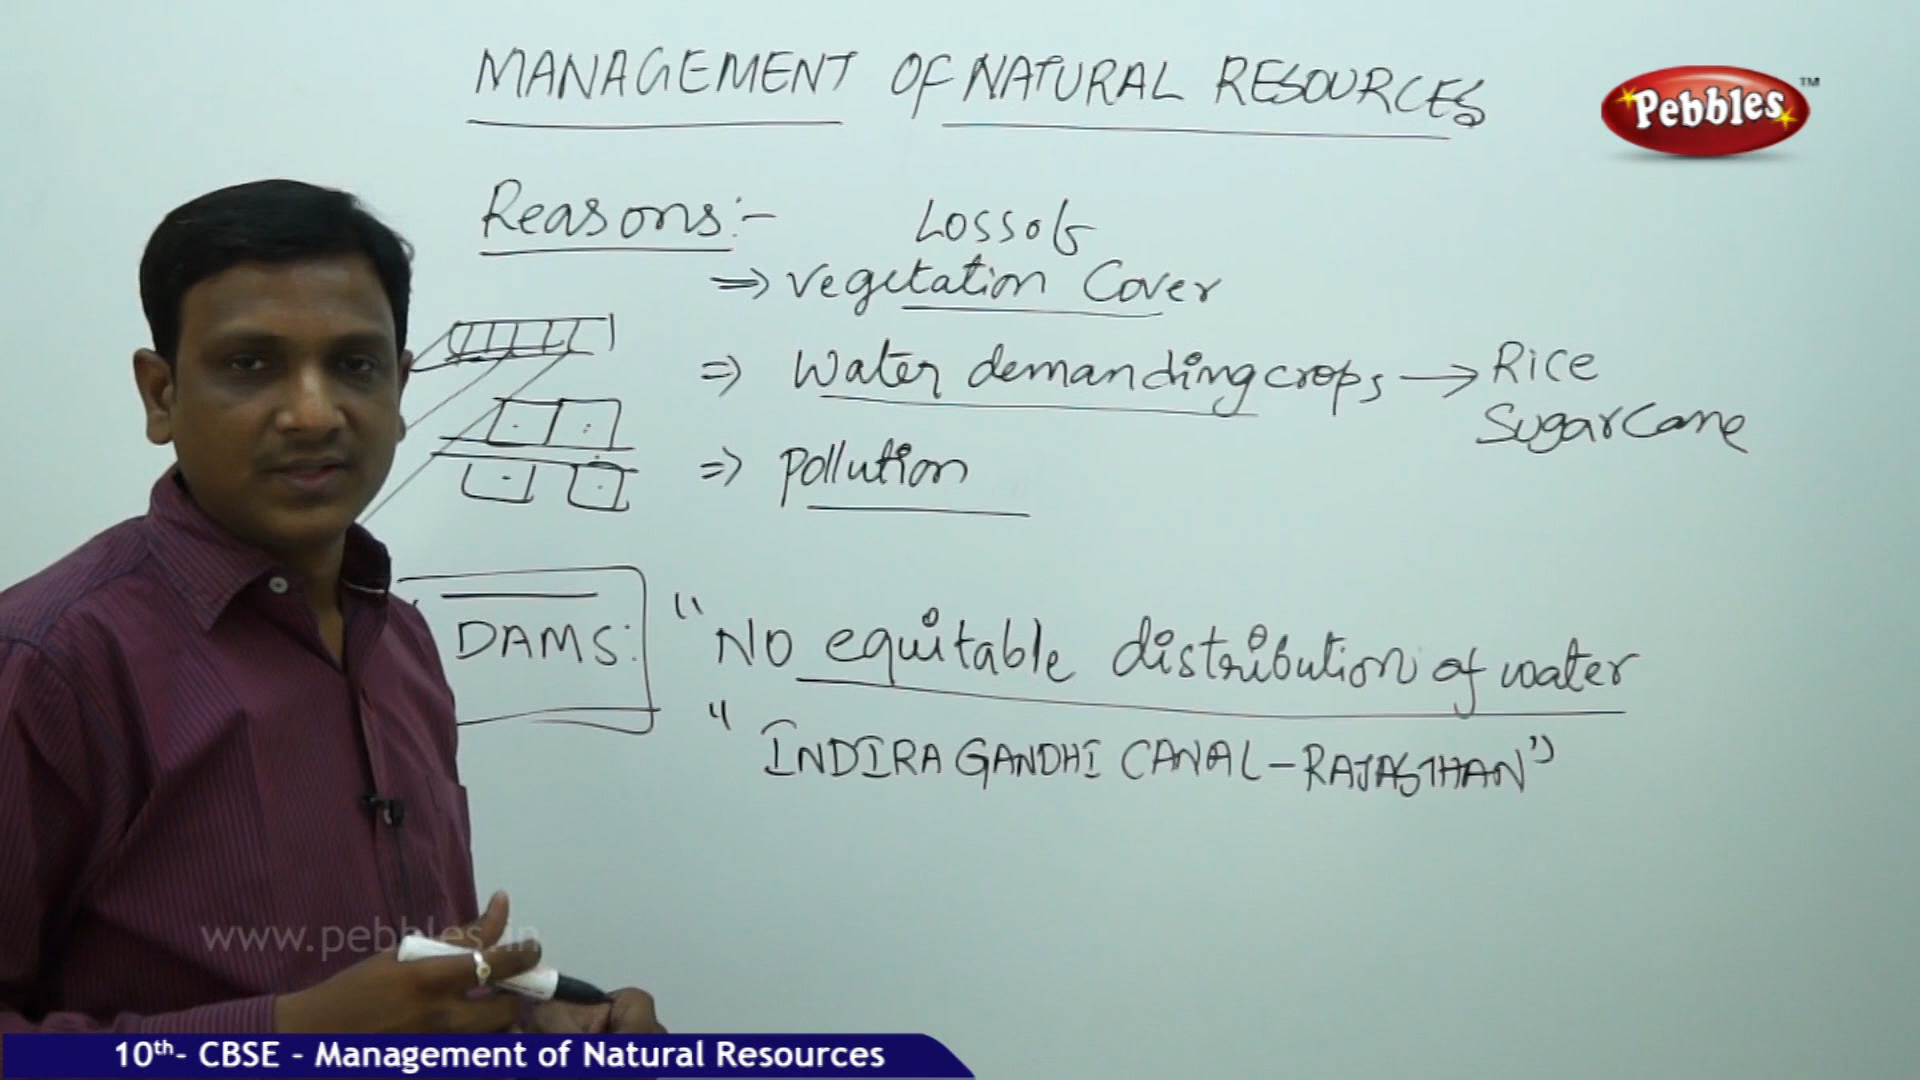 MANAGEMENT OF NATURAL RESOURCES
Pebbles TM
Reasons:-
Loss of
=> vegetation Cover
=> Water demanding crops → Rice
Sugarcane
=> pollution
DAMS:
"No equitable distribution of water
"INDIRA GANDHI CANAL - RAJASTHAN"
www.pebbles.in
10th- CBSE - Management of Natural Resources